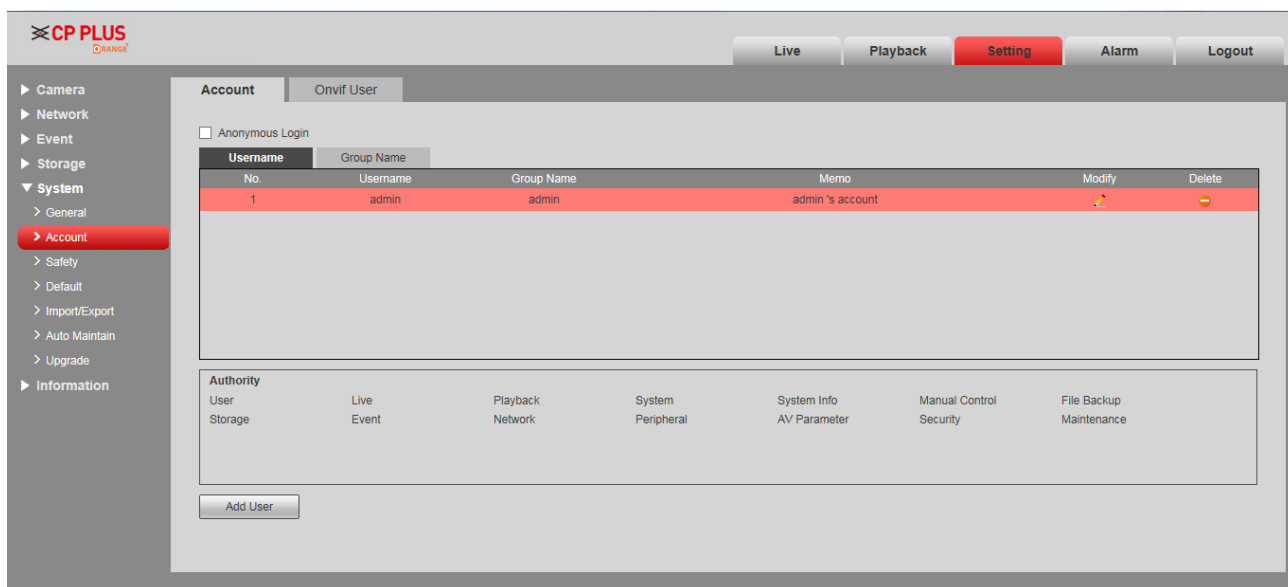 CP PLUS
ORANGE
Live Playback Setting Alarm Logout
Camera
Network
Event
Storage
System
General
Account
Safety
Default
Import/Export
Auto Maintain
Upgrade
Information
Account Onvif User
Anonymous Login
Username Group Name
No. Username Group Name Memo Modify Delete
1 admin admin admin 's account
Authority
User Live Playback System System Info Manual Control File Backup
Storage Event Network Peripheral AV Parameter Security Maintenance
Add User